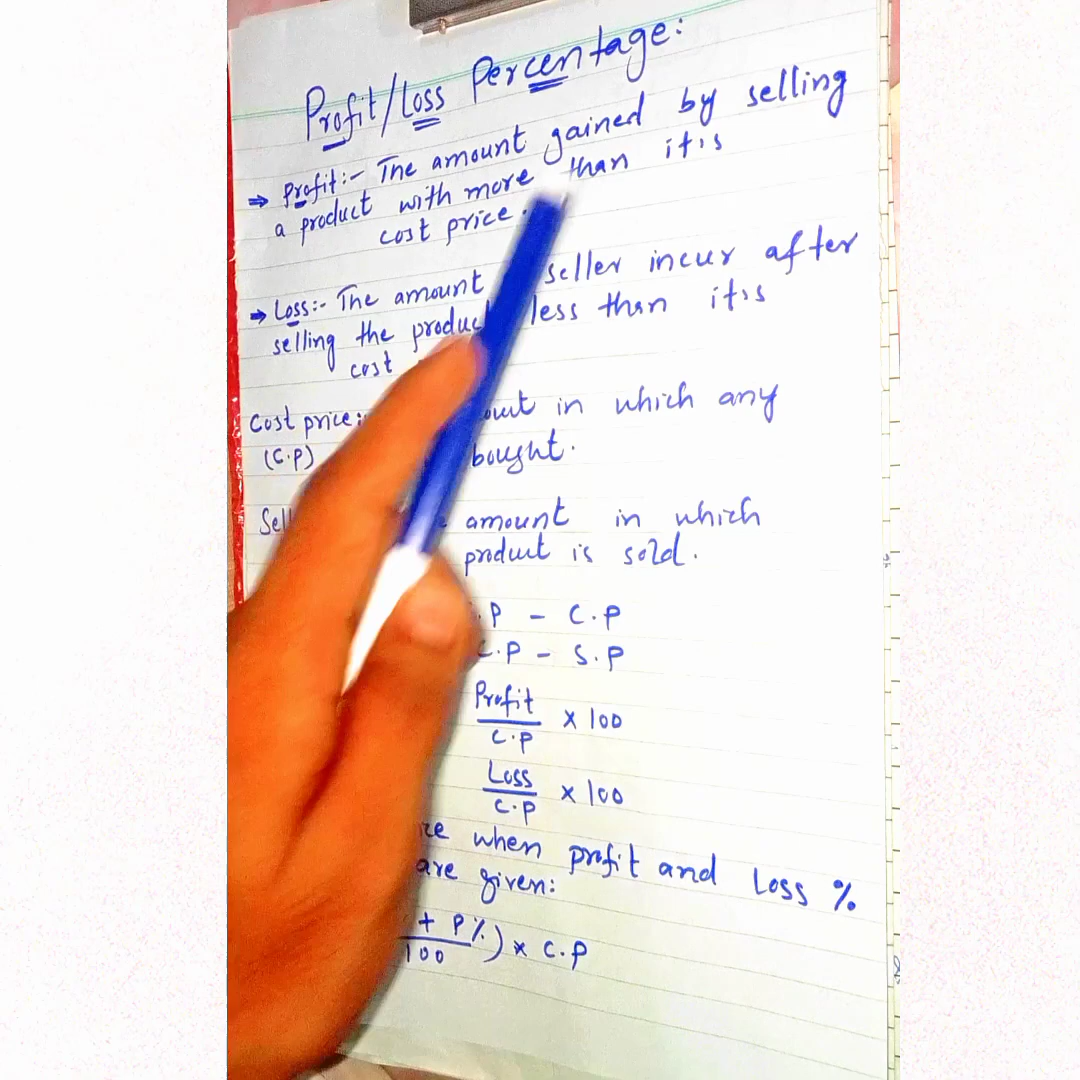 Profit/Loss Percentage:
⇒ Profit:- The amount gained by selling
a product with more than it's
cost price.
→ Loss:- The amount seller incur after
selling the less than it's
cost
Cost price: in which any
(C.P) bought.
amount in which
product is sold.
.P - C.P
C.P - S.P
Profit
C.P × 100
Loss
C.P × 100
when profit and Loss %
are given:
+ P%
100 ) × C.P